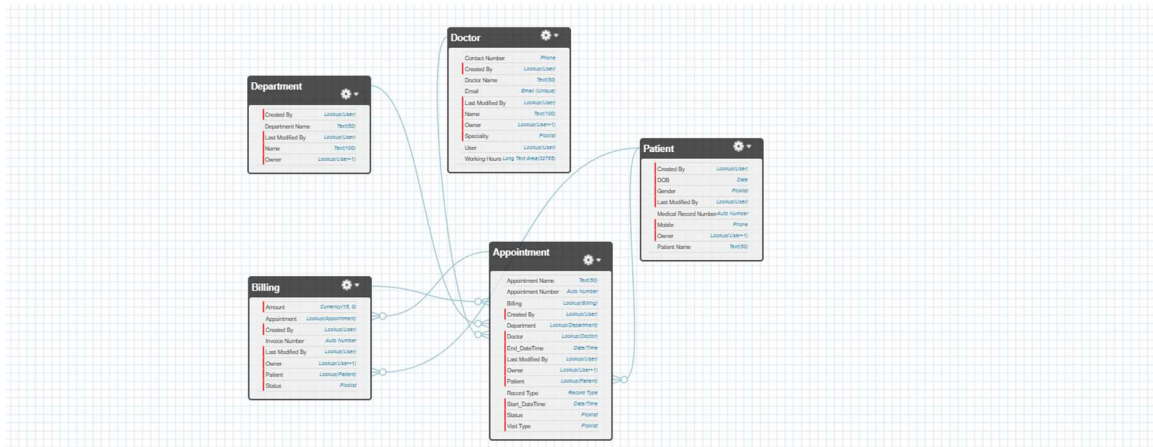 Doctor
Contact Number Phone
Created By Lookup(User)
Doctor Name Text(50)
Email Email (Unique)
Last Modified By Lookup(User)
Name Text(100)
Owner Lookup(User+1)
Speciality Picklist
User Lookup(User)
Working Hours Long Text Area(32768)
Department
Created By Lookup(User)
Department Name Text(50)
Last Modified By Lookup(User)
Name Text(100)
Owner Lookup(User+1)
Patient
Created By Lookup(User)
DOB Date
Gender Picklist
Last Modified By Lookup(User)
Medical Record Number Auto Number
Mobile Phone
Owner Lookup(User+1)
Patient Name Text(50)
Appointment
Appointment Name Text(50)
Appointment Number Auto Number
Billing Lookup(Billing)
Created By Lookup(User)
Department Lookup(Department)
Doctor Lookup(Doctor)
End_DateTime Date/Time
Last Modified By Lookup(User)
Owner Lookup(User+1)
Patient Lookup(Patient)
Record Type Record Type
Start_DateTime Date/Time
Status Picklist
Visit Type Picklist
Billing
Amount Currency(16, 0)
Appointment Lookup(Appointment)
Created By Lookup(User)
Invoice Number Auto Number
Last Modified By Lookup(User)
Owner Lookup(User+1)
Patient Lookup(Patient)
Status Picklist